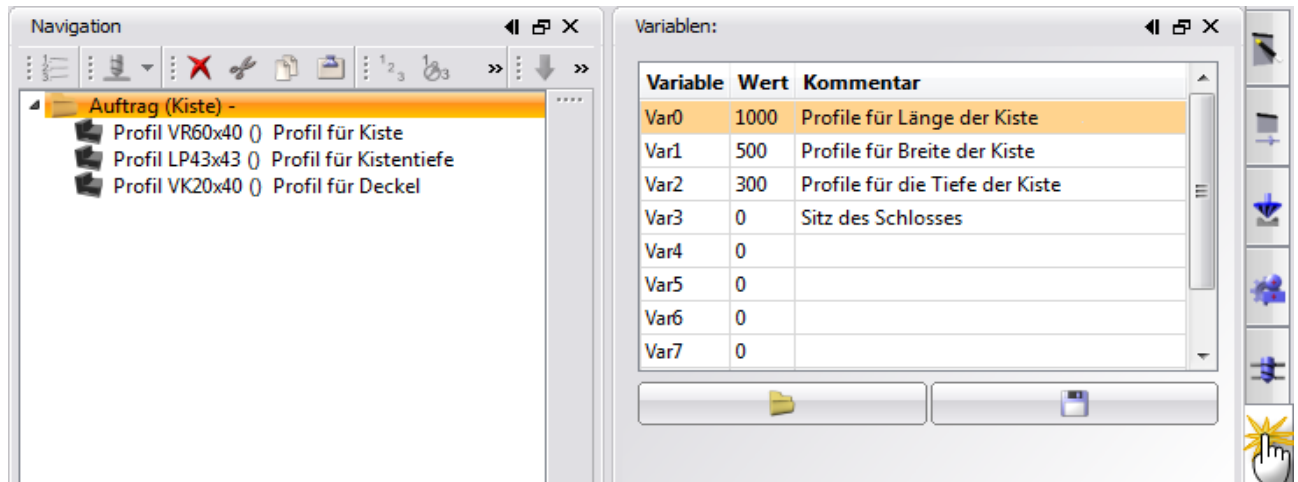 Navigation
Auftrag (Kiste) -
Profil VR60x40 () Profil für Kiste
Profil LP43x43 () Profil für Kistentiefe
Profil VK20x40 () Profil für Deckel
Variablen:
Variable Wert Kommentar
Var0 1000 Profile für Länge der Kiste
Var1 500 Profile für Breite der Kiste
Var2 300 Profile für die Tiefe der Kiste
Var3 0 Sitz des Schlosses
Var4 0
Var5 0
Var6 0
Var7 0